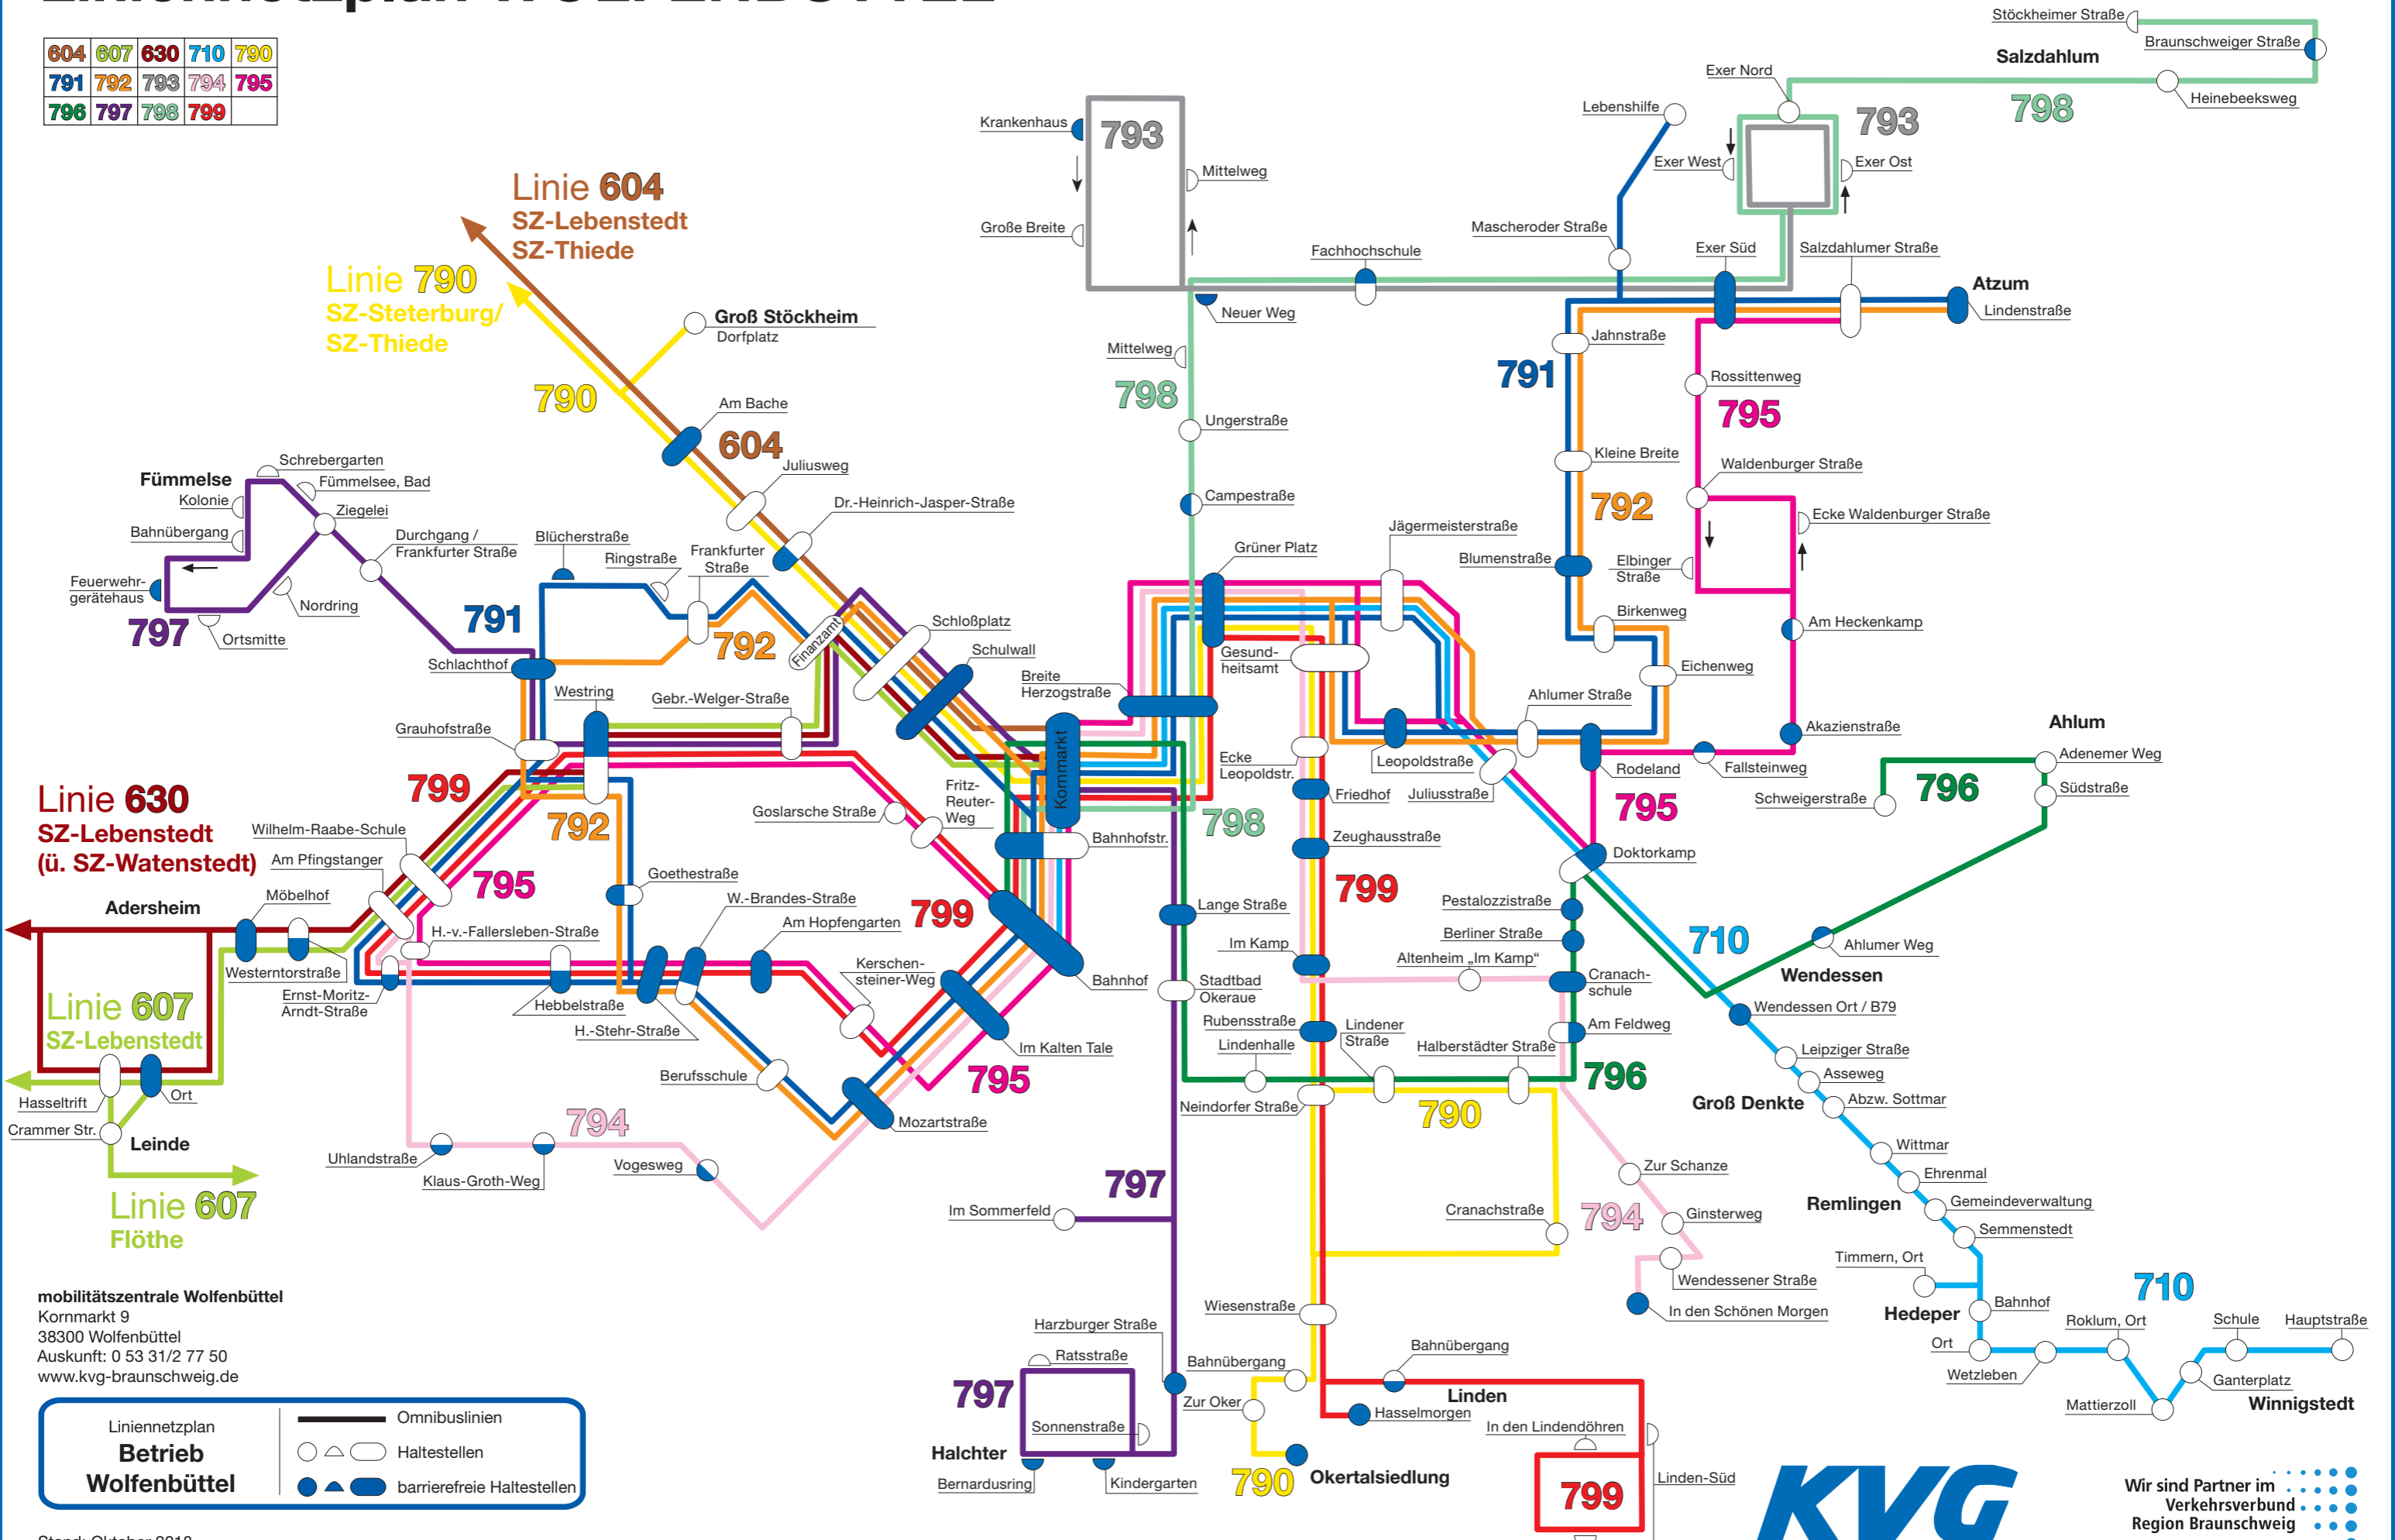 604 607 630 710 790
791 792 793 794 795
796 797 798 799
Linie 604
SZ-Lebenstedt
SZ-Thiede
Linie 790
SZ-Steterburg/
SZ-Thiede
790
Groß Stöckheim
Dorfplatz
Am Bache
604
Juliusweg
Dr.-Heinrich-Jasper-Straße
Krankenhaus
793
Mittelweg
Große Breite
Neuer Weg
Fachhochschule
Mittelweg
798
Ungerstraße
Campestraße
Stöckheimer Straße
Braunschweiger Straße
Salzdahlum
Heinebeeksweg
798
Exer Nord
793
Lebenshilfe
Exer West
Exer Ost
Mascheroder Straße
Exer Süd
Salzdahlumer Straße
Atzum
Lindenstraße
Jahnstraße
791
Rossittenweg
795
Kleine Breite
Waldenburger Straße
792
Ecke Waldenburger Straße
Jägermeisterstraße
Blumenstraße
Elbinger
Straße
Birkenweg
Am Heckenkamp
Eichenweg
Akazienstraße
Fümmelse
Schrebergarten
Kolonie
Fümmelsee, Bad
Bahnübergang
Ziegelei
Durchgang /
Frankfurter Straße
Feuerwehr-
gerätehaus
Nordring
797
Ortsmitte
Blücherstraße
Ringstraße
Frankfurter
Straße
791
792
Finanzamt
Schloßplatz
Schulwall
Schlachthof
Westring
Gebr.-Welger-Straße
Grauhofstraße
Grüner Platz
Gesund-
heitsamt
Breite
Herzogstraße
Kornmarkt
Ecke
Leopoldstr.
Ahlumer Straße
Leopoldstraße
Juliusstraße
Rodeland
Fallsteinweg
795
Ahlum
Adenemer Weg
796
Südstraße
Schweigerstraße
Linie 630
SZ-Lebenstedt
(ü. SZ-Watenstedt)
799
792
Wilhelm-Raabe-Schule
Am Pfingstanger
795
Goslarsche Straße
Fritz-
Reuter-
Weg
Bahnhofstr.
798
Friedhof
Zeughausstraße
Doktorkamp
Adersheim
Möbelhof
Westerntorstraße
H.-v.-Fallersleben-Straße
Ernst-Moritz-
Arndt-Straße
Goethestraße
W.-Brandes-Straße
Am Hopfengarten
799
Hebbelstraße
H.-Stehr-Straße
Kerschen-
steiner-Weg
Bahnhof
Im Kalten Tale
Lange Straße
799
Im Kamp
Stadtbad
Okeraue
Pestalozzistraße
Berliner Straße
Altenheim „Im Kamp“
Cranach-
schule
710
Ahlumer Weg
Wendessen
Wendessen Ort / B79
Linie 607
SZ-Lebenstedt
Hasseltrift
Ort
Crammer Str.
Leinde
Linie 607
Flöthe
Berufsschule
795
Mozartstraße
794
Uhlandstraße
Klaus-Groth-Weg
Vogesweg
Rubensstraße
Lindenhalle
Lindener
Straße
Halberstädter Straße
Am Feldweg
796
Neindorfer Straße
790
Leipziger Straße
Asseweg
Groß Denkte
Abzw. Sottmar
Wittmar
Ehrenmal
Remlingen
Gemeindeverwaltung
Semmenstedt
Timmern, Ort
Hedeper
Bahnhof
710
Ort
Wetzleben
Roklum, Ort
Mattierzoll
Schule
Hauptstraße
Ganterplatz
Winnigstedt
Zur Schanze
Ginsterweg
794
Wendessener Straße
In den Schönen Morgen
Cranachstraße
797
Im Sommerfeld
Wiesenstraße
Harzburger Straße
Ratsstraße
797
Sonnenstraße
Halchter
Bernardusring
Kindergarten
Bahnübergang
Zur Oker
790
Okertalsiedlung
Bahnübergang
Linden
Hasselmorgen
In den Lindendöhren
Linden-Süd
799
mobilitätszentrale Wolfenbüttel
Kornmarkt 9
38300 Wolfenbüttel
Auskunft: 0 53 31/2 77 50
www.kvg-braunschweig.de
Liniennetzplan
Betrieb
Wolfenbüttel
Omnibuslinien
Haltestellen
barrierefreie Haltestellen
KVG
Wir sind Partner im
Verkehrsverbund
Region Braunschweig